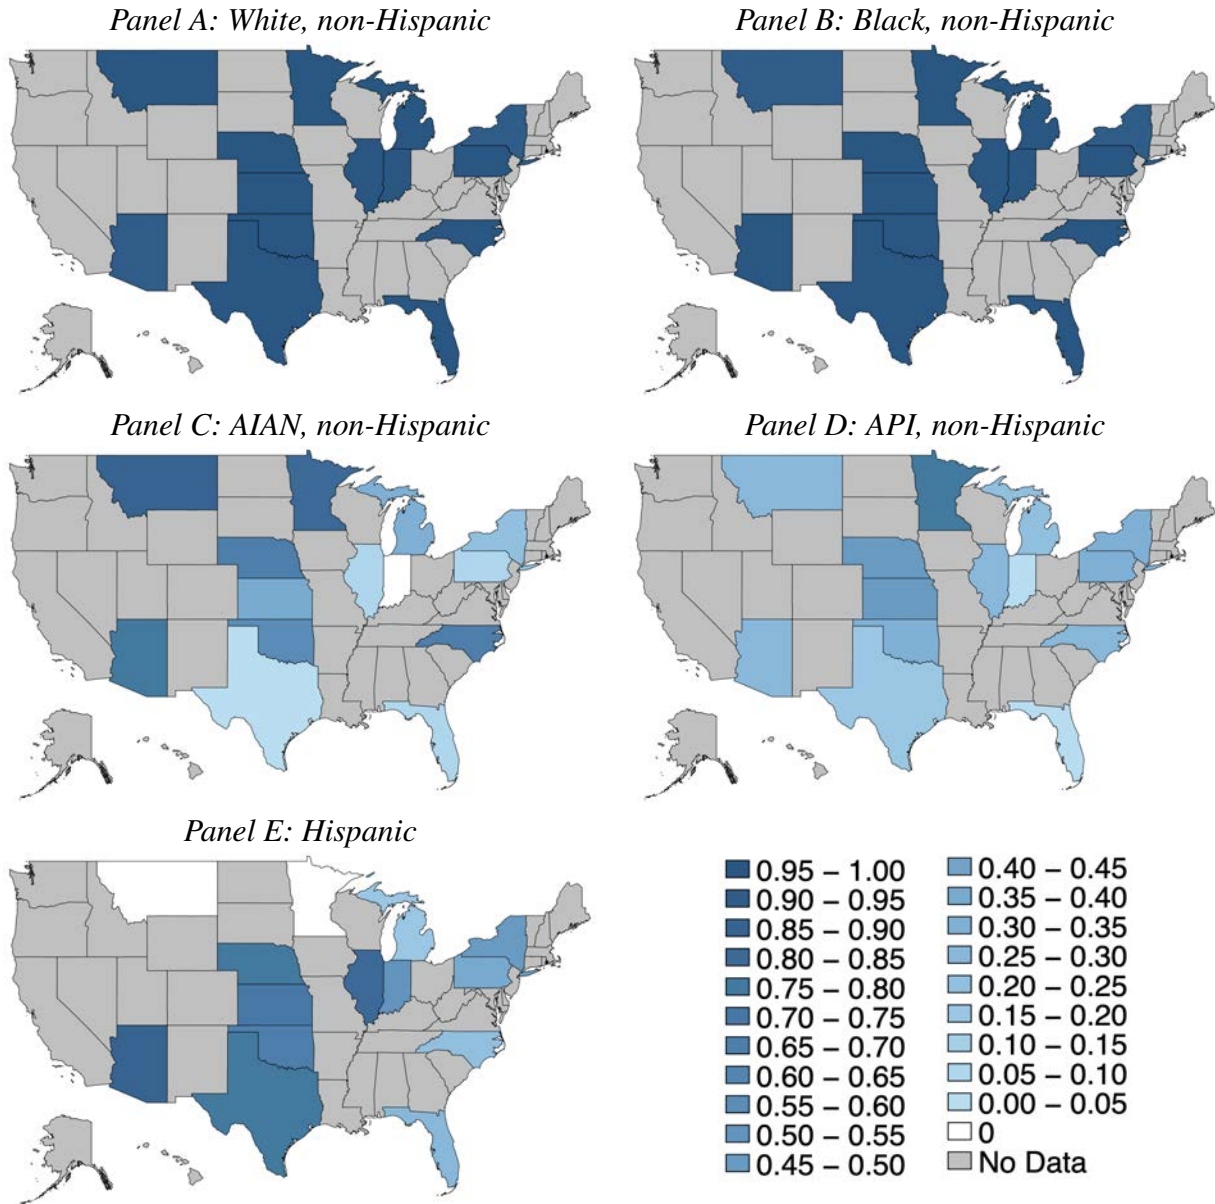 Panel A: White, non-Hispanic
Panel B: Black, non-Hispanic
Panel C: AIAN, non-Hispanic
Panel D: API, non-Hispanic
Panel E: Hispanic
0.95 – 1.00
0.90 – 0.95
0.85 – 0.90
0.80 – 0.85
0.75 – 0.80
0.70 – 0.75
0.65 – 0.70
0.60 – 0.65
0.55 – 0.60
0.50 – 0.55
0.45 – 0.50
0.40 – 0.45
0.35 – 0.40
0.30 – 0.35
0.25 – 0.30
0.20 – 0.25
0.15 – 0.20
0.10 – 0.15
0.05 – 0.10
0.00 – 0.05
0
No Data